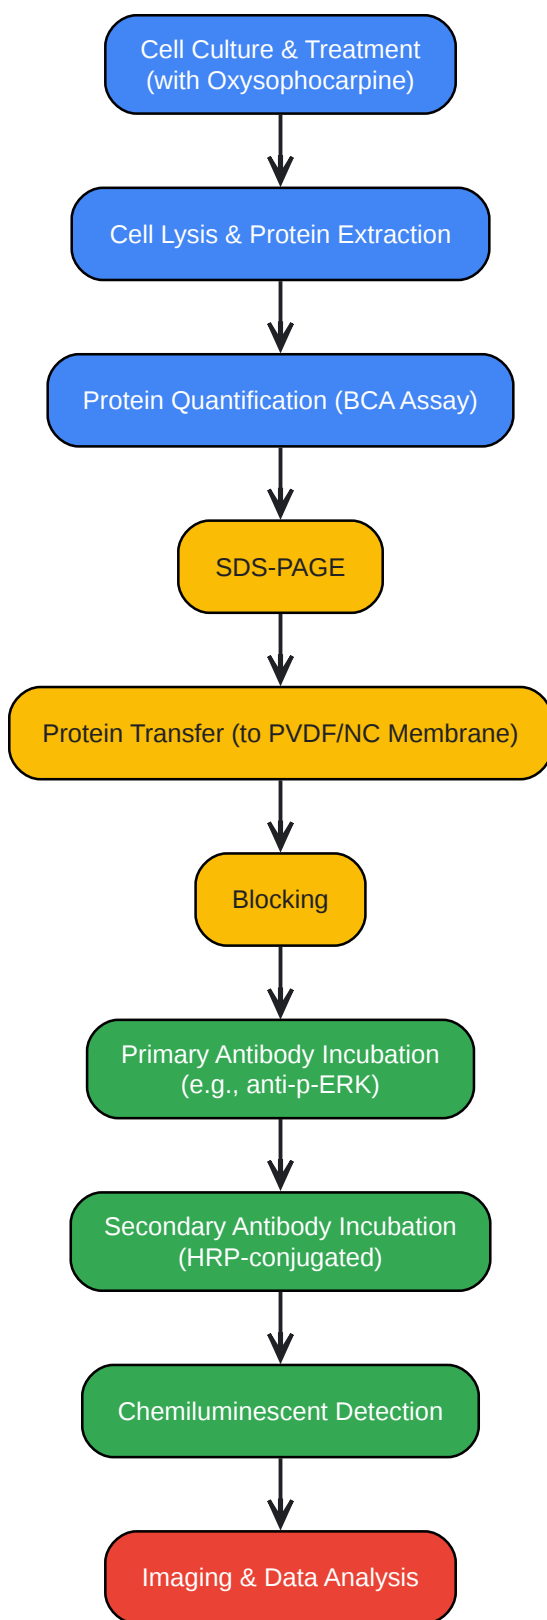 Cell Culture & Treatment
(with Oxysophocarpine)
Cell Lysis & Protein Extraction
Protein Quantification (BCA Assay)
SDS-PAGE
Protein Transfer (to PVDF/NC Membrane)
Blocking
Primary Antibody Incubation
(e.g., anti-p-ERK)
Secondary Antibody Incubation
(HRP-conjugated)
Chemiluminescent Detection
Imaging & Data Analysis